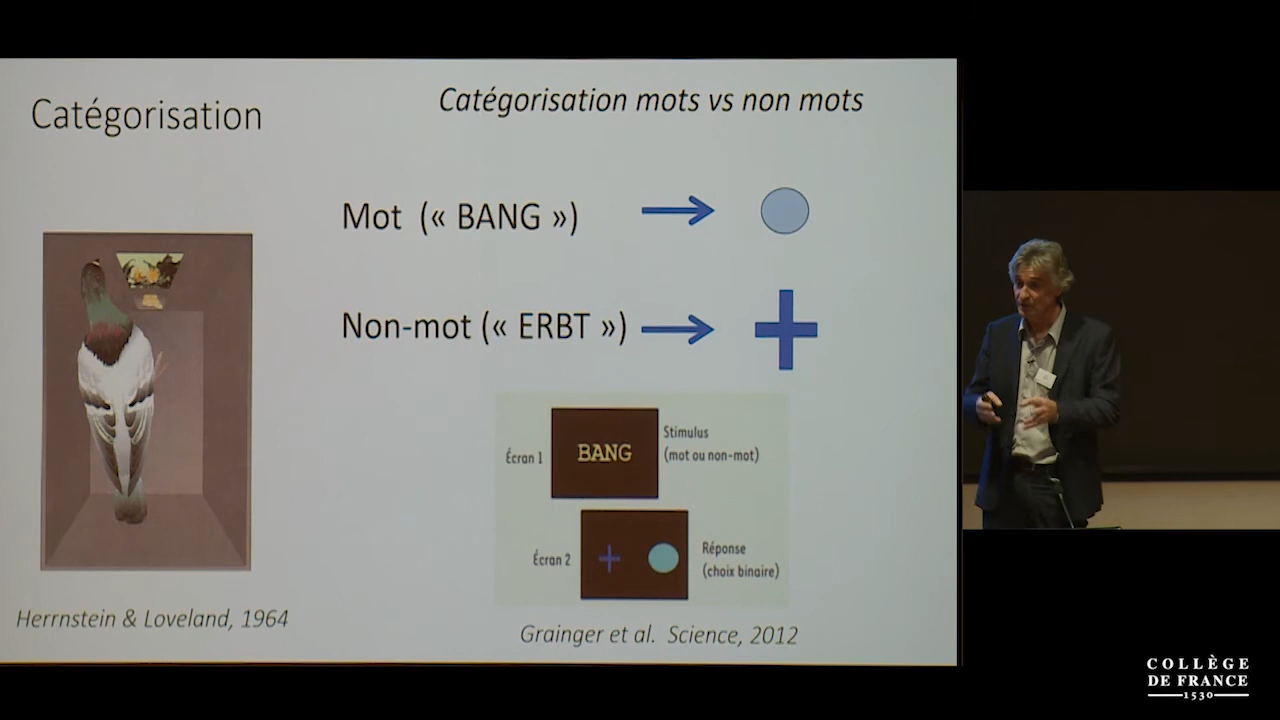 Catégorisation
Catégorisation mots vs non mots
Mot (« BANG »)
Non-mot (« ERBT »)
Écran 1
BANG
Stimulus
(mot ou non-mot)
Écran 2
Réponse
(choix binaire)
Herrnstein & Loveland, 1964
Grainger et al. Science, 2012
COLLÈGE
DE FRANCE
1530